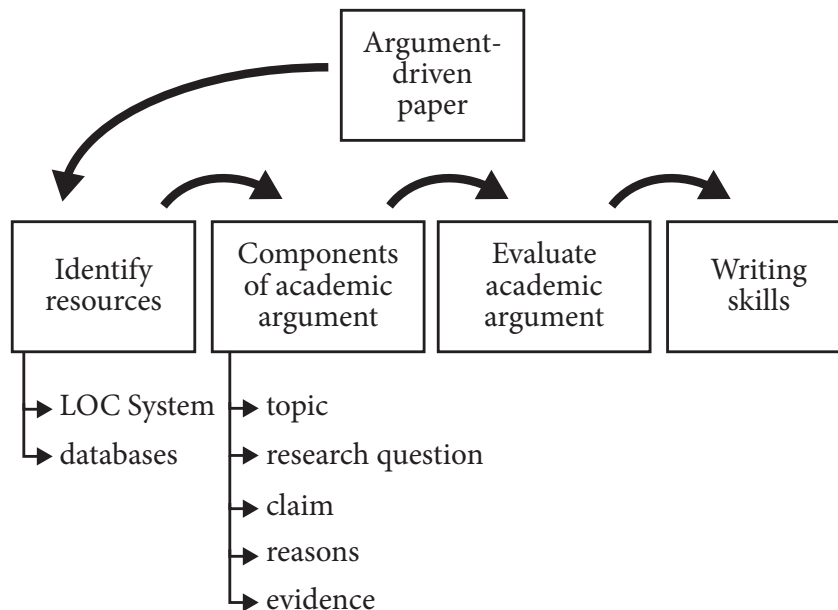 Argument-
driven
paper
Identify
resources
Components
of academic
argument
Evaluate
academic
argument
Writing
skills
LOC System
databases
topic
research question
claim
reasons
evidence